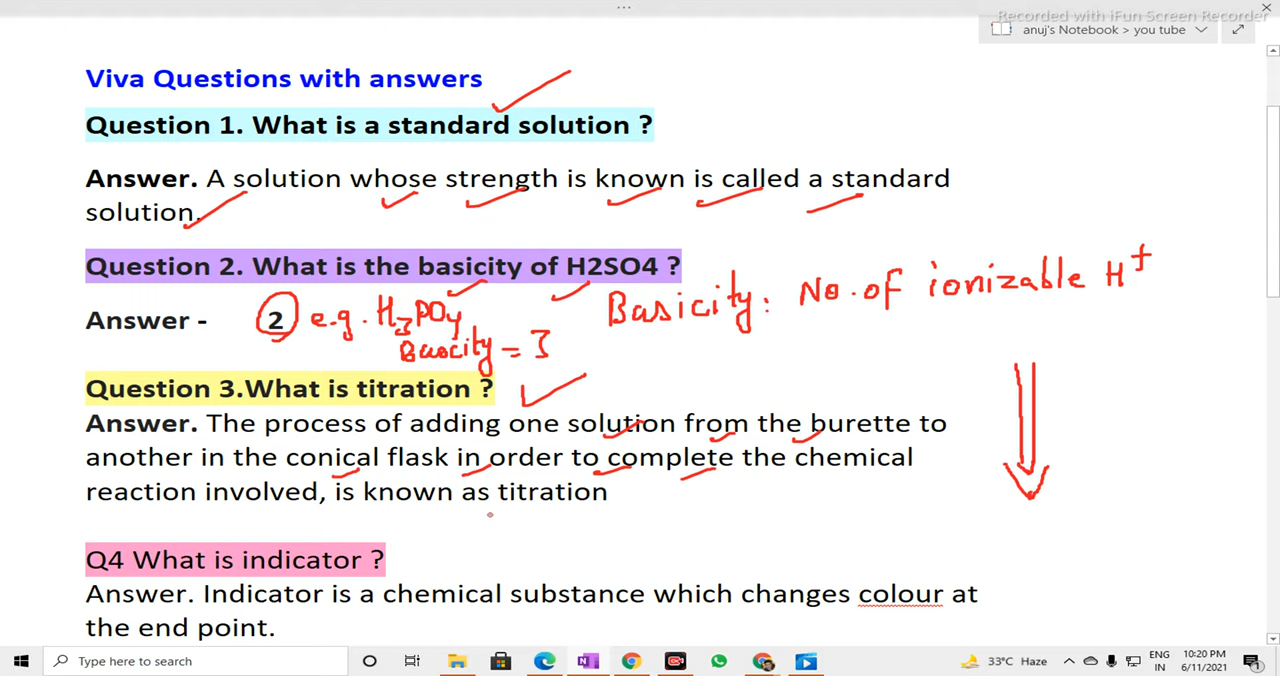 ...
Recorded with iFun Screen Recorder
anuj's Notebook > you tube
Viva Questions with answers
Question 1. What is a standard solution ?
Answer. A solution whose strength is known is called a standard
solution.
Question 2. What is the basicity of H2SO4 ?
Basicity: No. of ionizable H+
Answer - 2 e.g. H3PO4
Bascity = 3
Question 3.What is titration ?
Answer. The process of adding one solution from the burette to
another in the conical flask in order to complete the chemical
reaction involved, is known as titration
Q4 What is indicator ?
Answer. Indicator is a chemical substance which changes colour at
the end point.
Type here to search
33°C Haze
ENG
IN
10:20 PM
6/11/2021
1